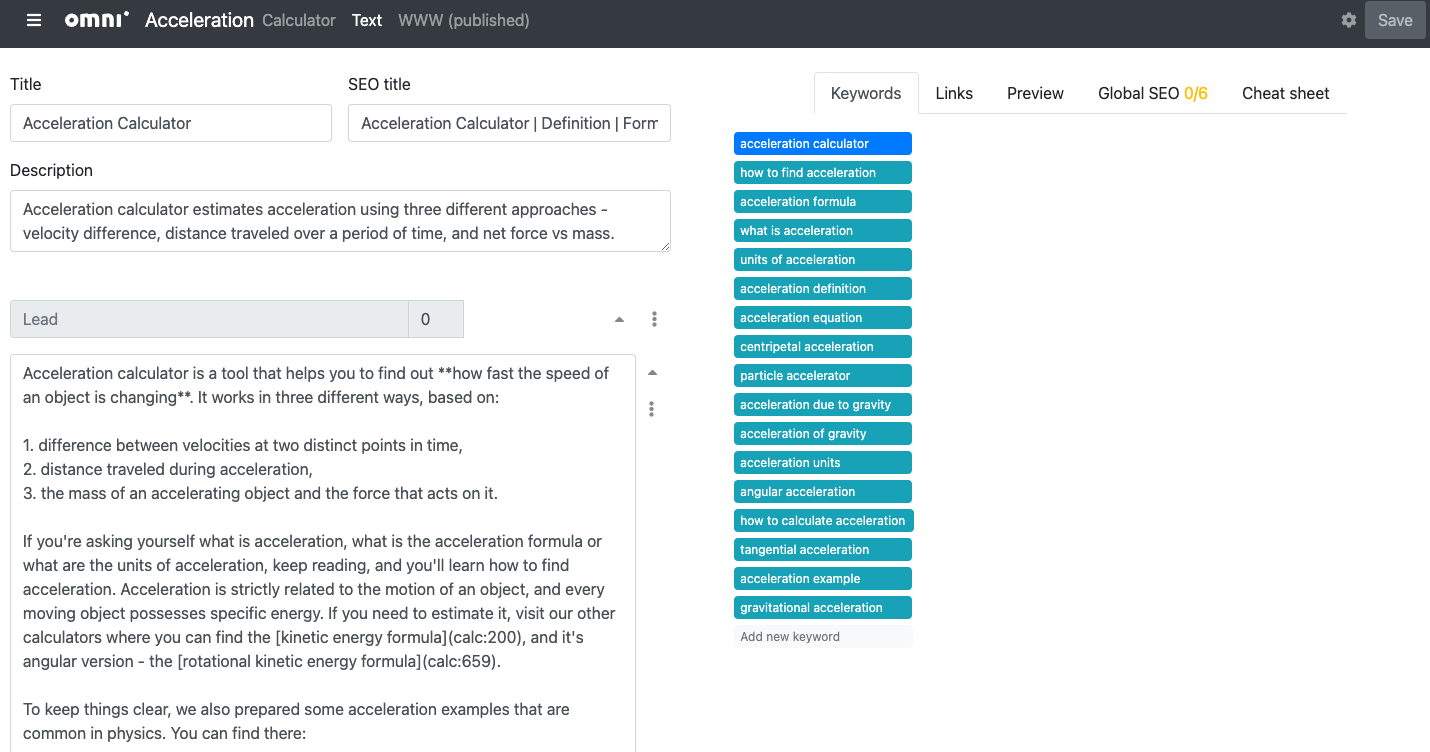 omni Acceleration Calculator Text WWW (published) Save
Title
SEO title
Acceleration Calculator
Acceleration Calculator | Definition | Form
Description
Acceleration calculator estimates acceleration using three different approaches -
velocity difference, distance traveled over a period of time, and net force vs mass.
Lead 0
Acceleration calculator is a tool that helps you to find out **how fast the speed of
an object is changing**. It works in three different ways, based on:
1. difference between velocities at two distinct points in time,
2. distance traveled during acceleration,
3. the mass of an accelerating object and the force that acts on it.
If you're asking yourself what is acceleration, what is the acceleration formula or
what are the units of acceleration, keep reading, and you'll learn how to find
acceleration. Acceleration is strictly related to the motion of an object, and every
moving object possesses specific energy. If you need to estimate it, visit our other
calculators where you can find the [kinetic energy formula](calc:200), and it's
angular version - the [rotational kinetic energy formula](calc:659).
To keep things clear, we also prepared some acceleration examples that are
common in physics. You can find there:
Keywords Links Preview Global SEO 0/6 Cheat sheet
acceleration calculator
how to find acceleration
acceleration formula
what is acceleration
units of acceleration
acceleration definition
acceleration equation
centripetal acceleration
particle accelerator
acceleration due to gravity
acceleration of gravity
acceleration units
angular acceleration
how to calculate acceleration
tangential acceleration
acceleration example
gravitational acceleration
Add new keyword